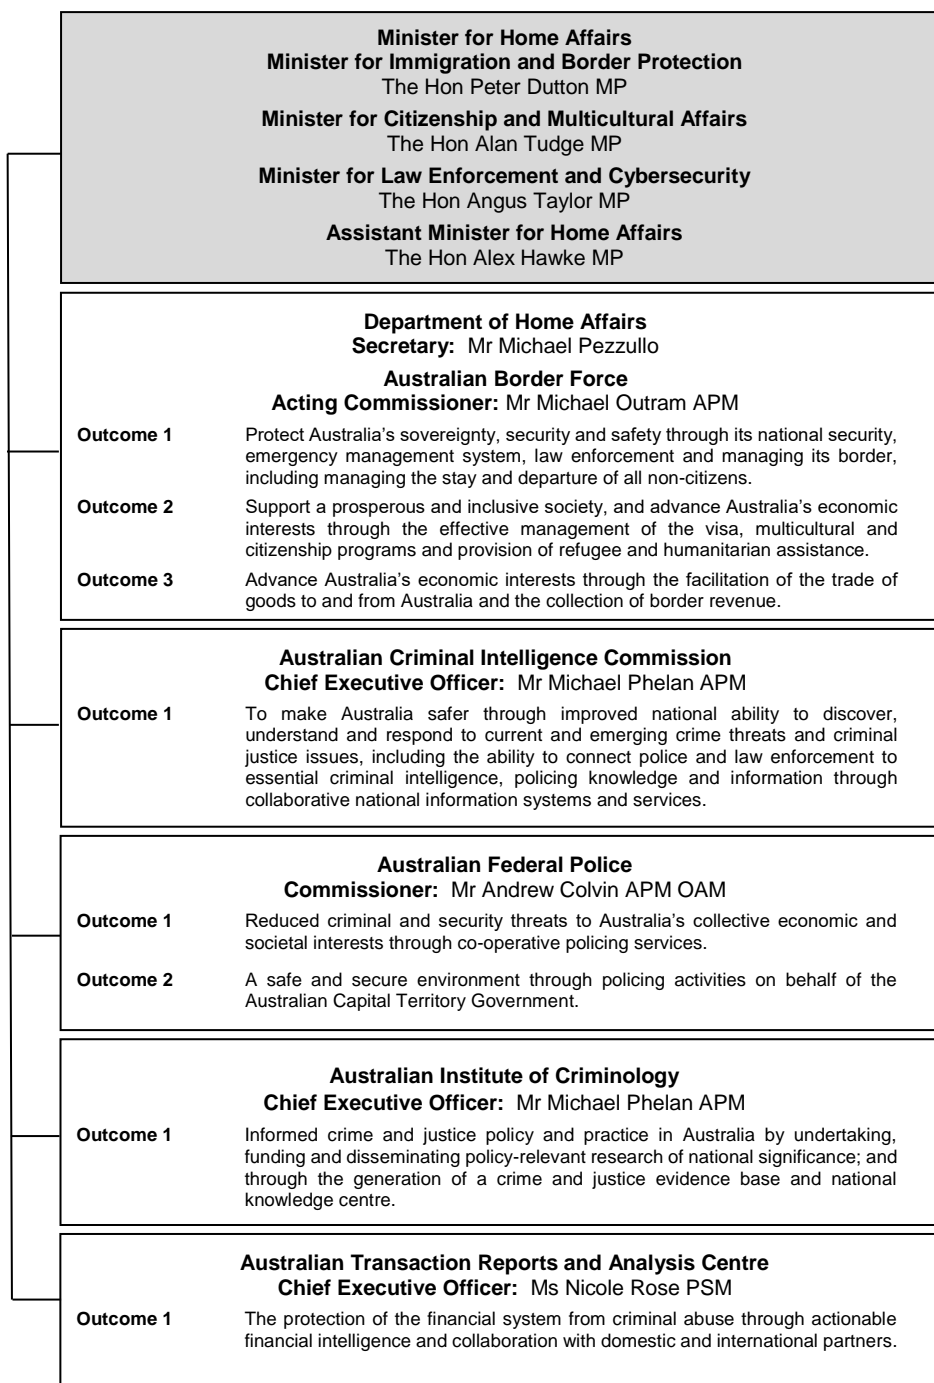 Minister for Home Affairs
Minister for Immigration and Border Protection
The Hon Peter Dutton MP
Minister for Citizenship and Multicultural Affairs
The Hon Alan Tudge MP
Minister for Law Enforcement and Cybersecurity
The Hon Angus Taylor MP
Assistant Minister for Home Affairs
The Hon Alex Hawke MP
Department of Home Affairs
Secretary: Mr Michael Pezzullo
Australian Border Force
Acting Commissioner: Mr Michael Outram APM
Outcome 1 Protect Australia's sovereignty, security and safety through its national security,
emergency management system, law enforcement and managing its border,
including managing the stay and departure of all non-citizens.
Outcome 2 Support a prosperous and inclusive society, and advance Australia's economic
interests through the effective management of the visa, multicultural and
citizenship programs and provision of refugee and humanitarian assistance.
Outcome 3 Advance Australia's economic interests through the facilitation of the trade of
goods to and from Australia and the collection of border revenue.
Australian Criminal Intelligence Commission
Chief Executive Officer: Mr Michael Phelan APM
Outcome 1 To make Australia safer through improved national ability to discover,
understand and respond to current and emerging crime threats and criminal
justice issues, including the ability to connect police and law enforcement to
essential criminal intelligence, policing knowledge and information through
collaborative national information systems and services.
Australian Federal Police
Commissioner: Mr Andrew Colvin APM OAM
Outcome 1 Reduced criminal and security threats to Australia's collective economic and
societal interests through co-operative policing services.
Outcome 2 A safe and secure environment through policing activities on behalf of the
Australian Capital Territory Government.
Australian Institute of Criminology
Chief Executive Officer: Mr Michael Phelan APM
Outcome 1 Informed crime and justice policy and practice in Australia by undertaking,
funding and disseminating policy-relevant research of national significance; and
through the generation of a crime and justice evidence base and national
knowledge centre.
Australian Transaction Reports and Analysis Centre
Chief Executive Officer: Ms Nicole Rose PSM
Outcome 1 The protection of the financial system from criminal abuse through actionable
financial intelligence and collaboration with domestic and international partners.